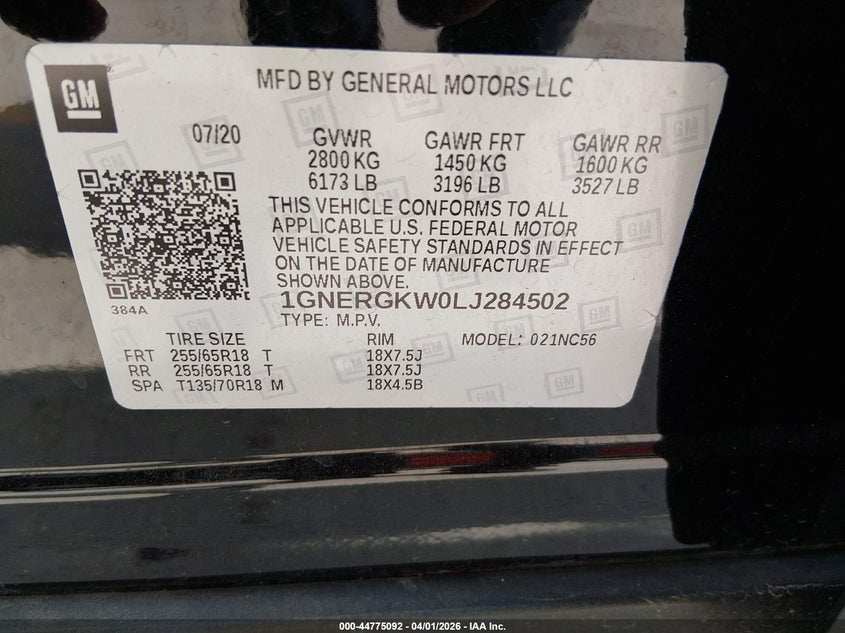 GM
MFD BY GENERAL MOTORS LLC
07/20 GVWR GAWR FRT GAWR RR
2800 KG 1450 KG 1600 KG
6173 LB 3196 LB 3527 LB
THIS VEHICLE CONFORMS TO ALL
APPLICABLE U.S. FEDERAL MOTOR
VEHICLE SAFETY STANDARDS IN EFFECT
ON THE DATE OF MANUFACTURE
SHOWN ABOVE.
384A
1GNERGKW0LJ284502
TYPE: M.P.V. MODEL: 021NC56
TIRE SIZE RIM
FRT 255/65R18 T 18X7.5J
RR 255/65R18 T 18X7.5J
SPA T135/70R18 M 18X4.5B
000-44775092 - 04/01/2026 - IAA Inc.